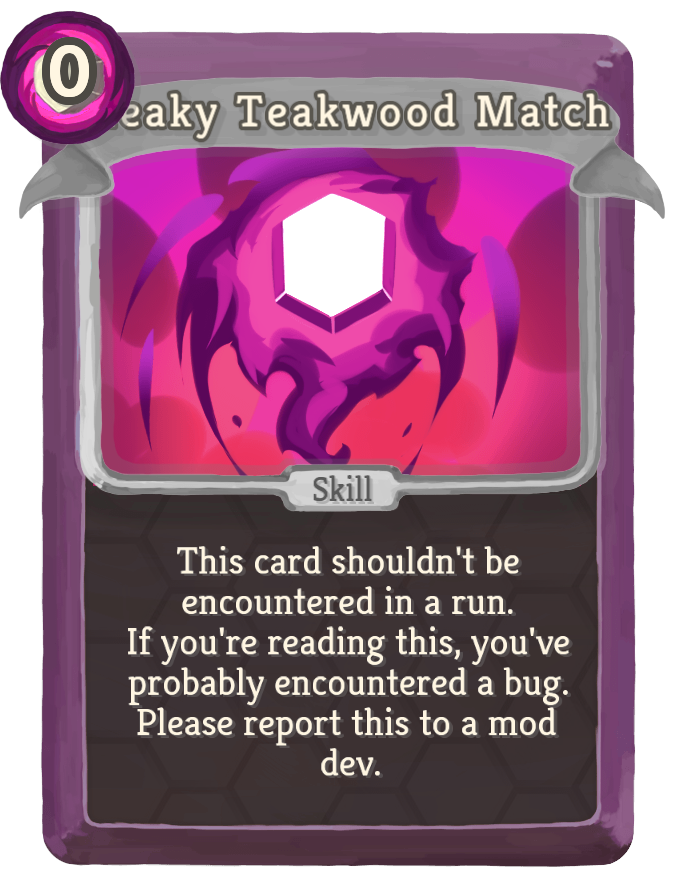 0
eaky Teakwood Match
Skill
This card shouldn't be
encountered in a run.
If you're reading this, you've
probably encountered a bug.
Please report this to a mod
dev.